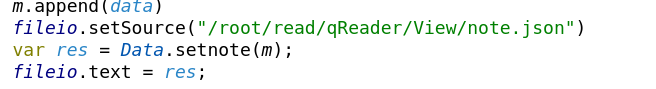 m.append(data)
fileio.setSource("/root/read/qReader/View/note.json")
var res = Data.setnote(m);
fileio.text = res;